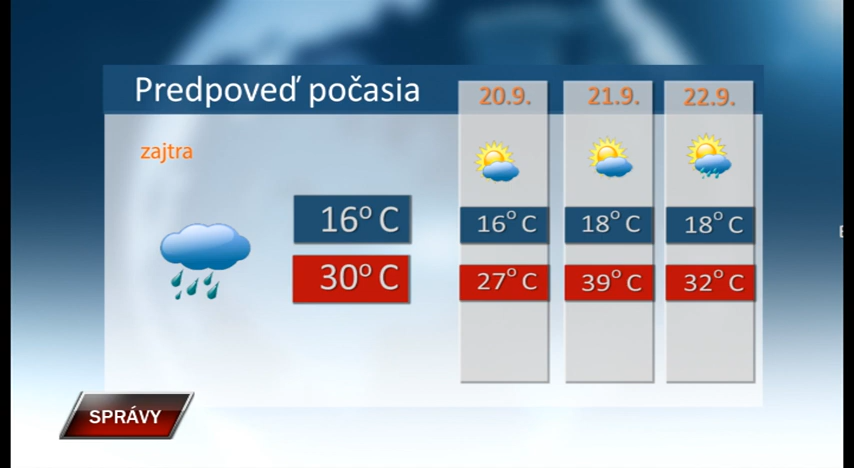 Predpoveď počasia
zajtra
16° C
30° C
20.9.
16° C
27° C
21.9.
18° C
39° C
22.9.
18° C
32° C
SPRÁVY